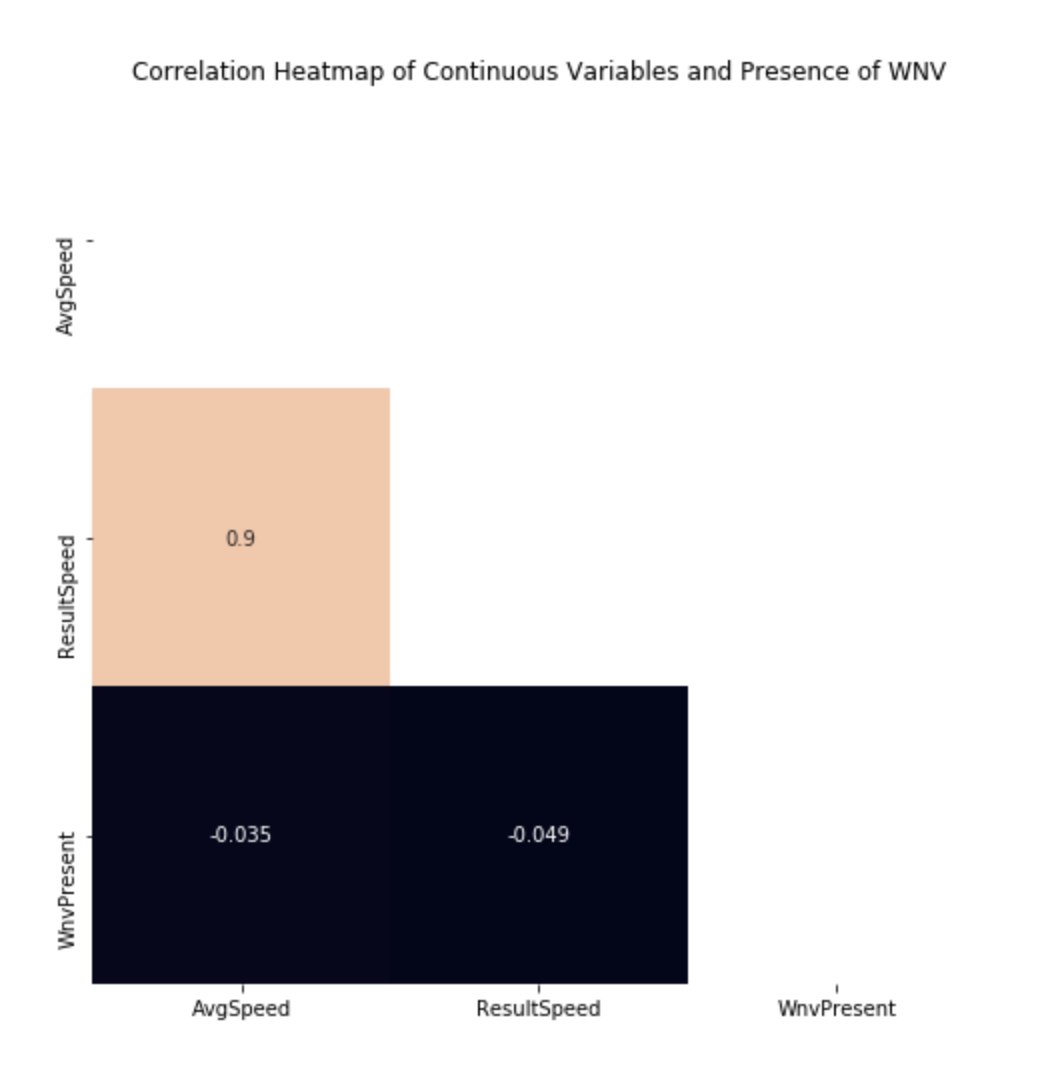 Correlation Heatmap of Continuous Variables and Presence of WNV
AvgSpeed
ResultSpeed
0.9
WnvPresent
-0.035 -0.049
AvgSpeed ResultSpeed WnvPresent